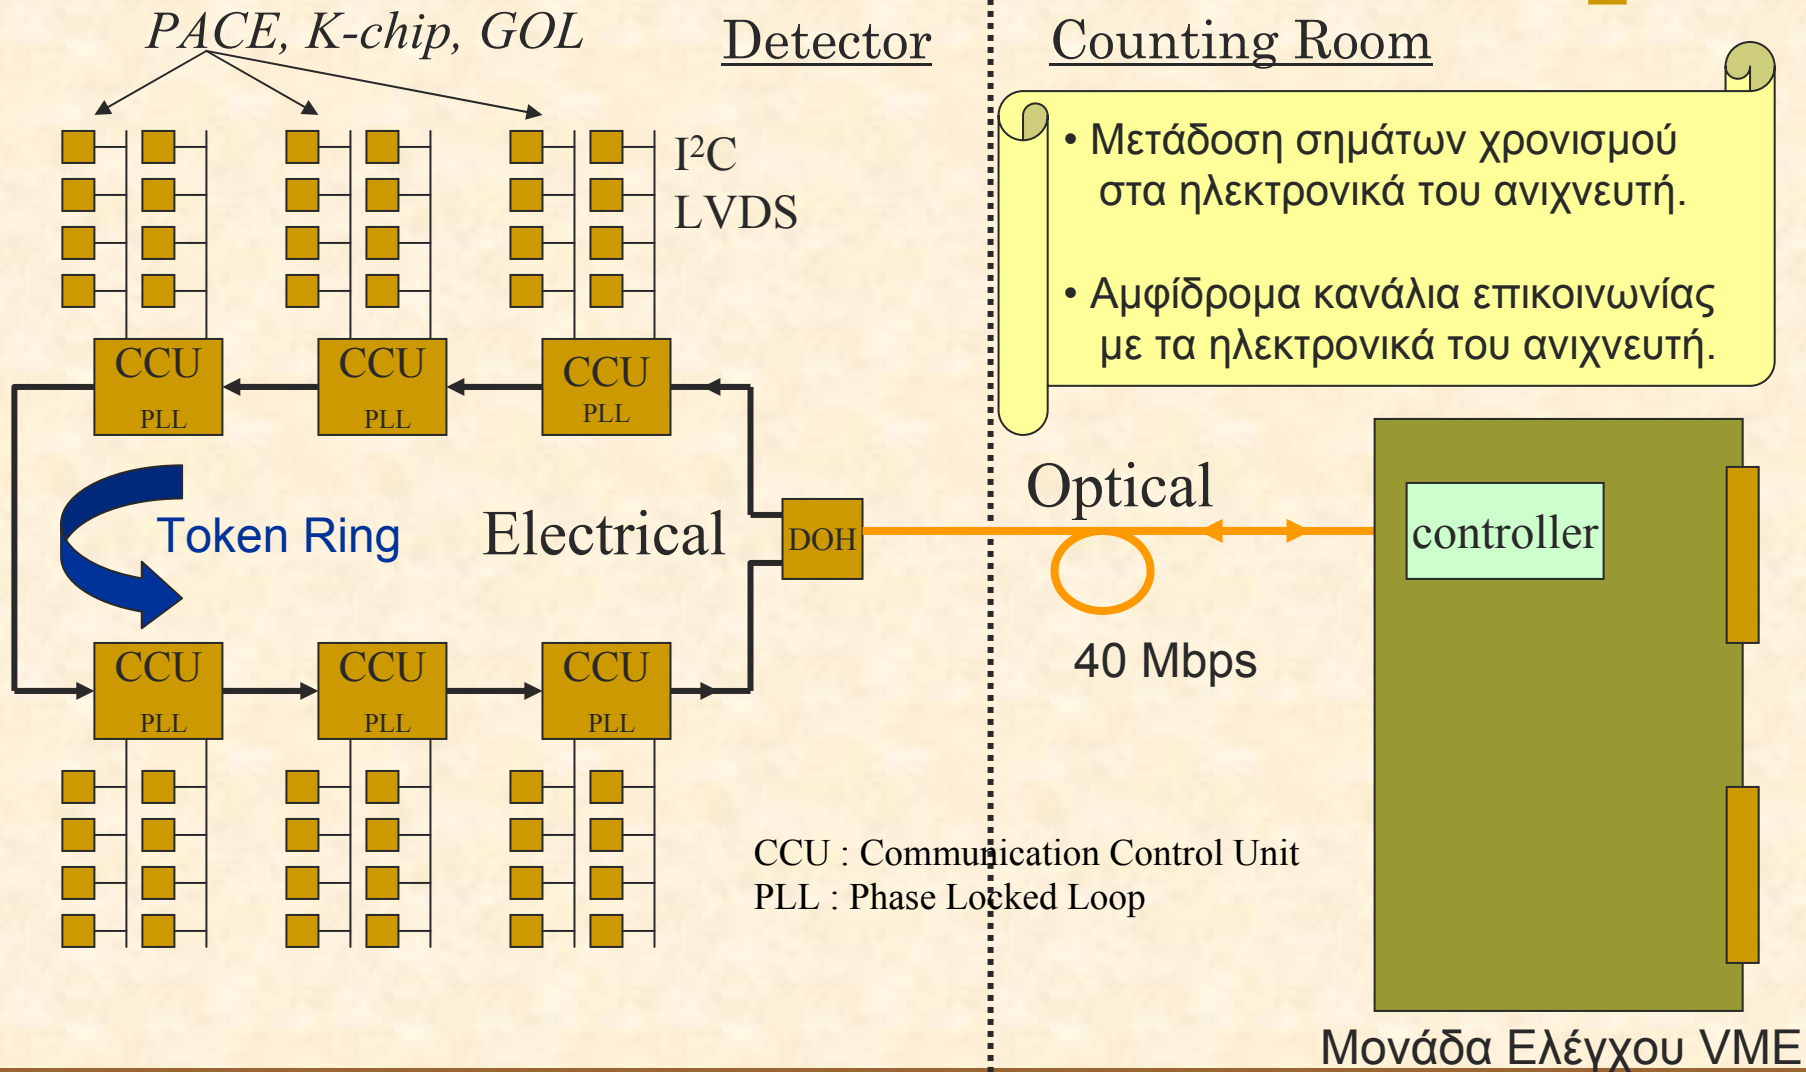 PACE, K-chip, GOL
Detector
Counting Room
• Μετάδοση σημάτων χρονισμού
στα ηλεκτρονικά του ανιχνευτή.
• Αμφίδρομα κανάλια επικοινωνίας
με τα ηλεκτρονικά του ανιχνευτή.
I²C
LVDS
CCU
PLL
CCU
PLL
CCU
PLL
Token Ring
Electrical
DOH
Optical
controller
40 Mbps
CCU
PLL
CCU
PLL
CCU
PLL
CCU : Communication Control Unit
PLL : Phase Locked Loop
Μονάδα Ελέγχου VME